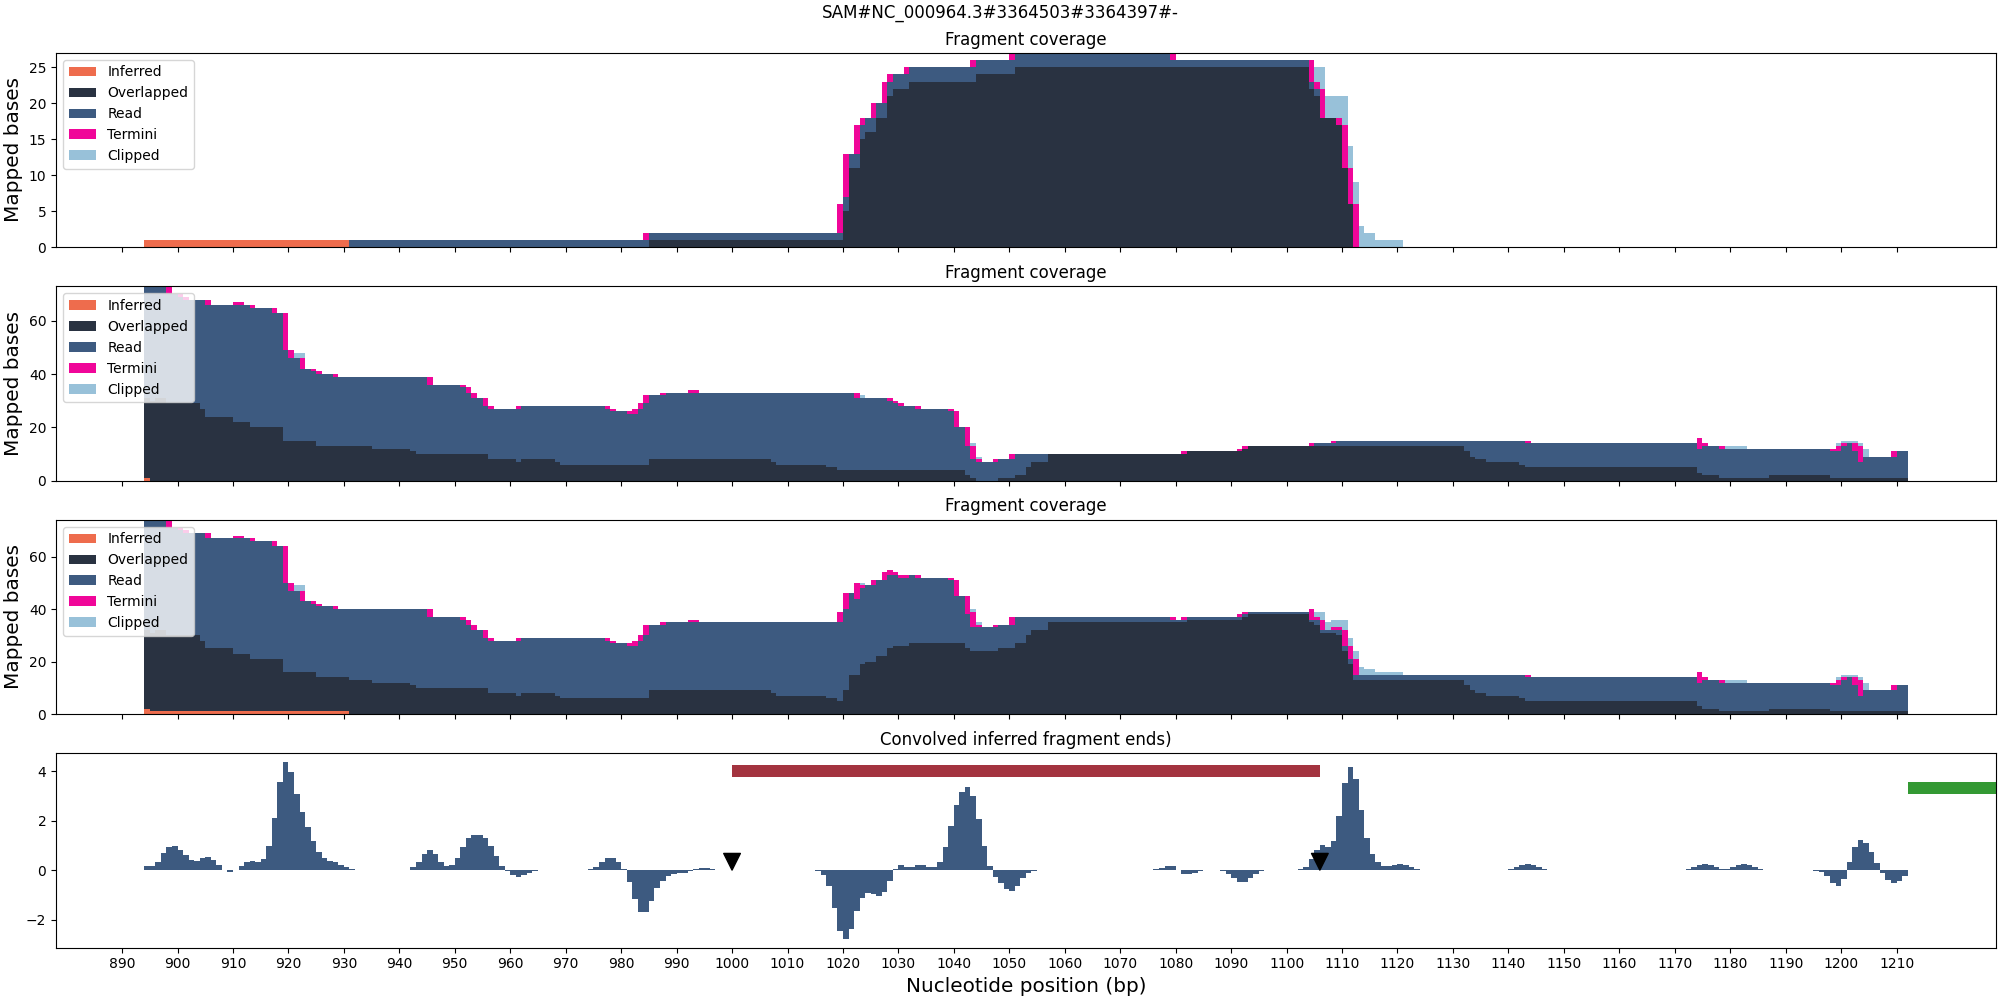 SAM#NC_000964.3#3364503#3364397#-
Fragment coverage
Mapped bases
25
20
15
10
5
0
Inferred
Overlapped
Read
Termini
Clipped
Fragment coverage
Mapped bases
60
40
20
0
Inferred
Overlapped
Read
Termini
Clipped
Fragment coverage
Mapped bases
60
40
20
0
Inferred
Overlapped
Read
Termini
Clipped
Convolved inferred fragment ends)
4
2
0
−2
890 900 910 920 930 940 950 960 970 980 990 1000 1010 1020 1030 1040 1050 1060 1070 1080 1090 1100 1110 1120 1130 1140 1150 1160 1170 1180 1190 1200 1210
Nucleotide position (bp)